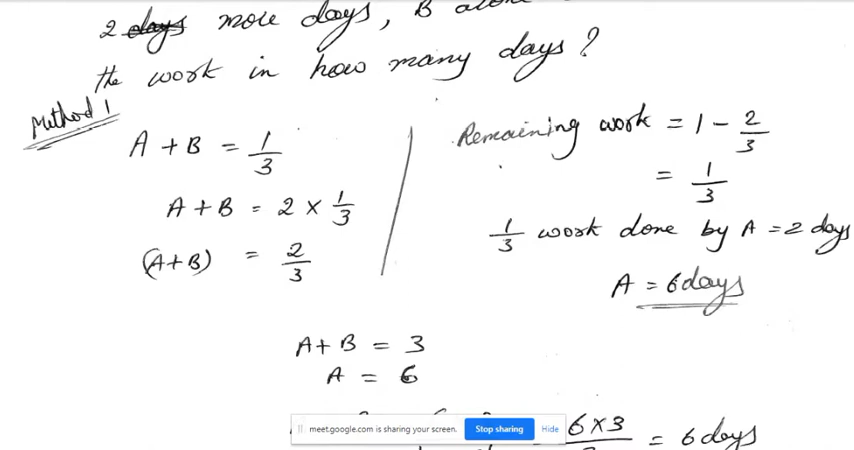 2 days more days, B alone
the work in how many days?
Method 1
A + B = 1/3
A + B = 2 × 1/3
(A+B) = 2/3
Remaining work = 1 - 2/3
= 1/3
1/3 work done by A = 2 days
A = 6 days
A + B = 3
A = 6
meet.google.com is sharing your screen. Stop sharing Hide
6×3
= 6 days